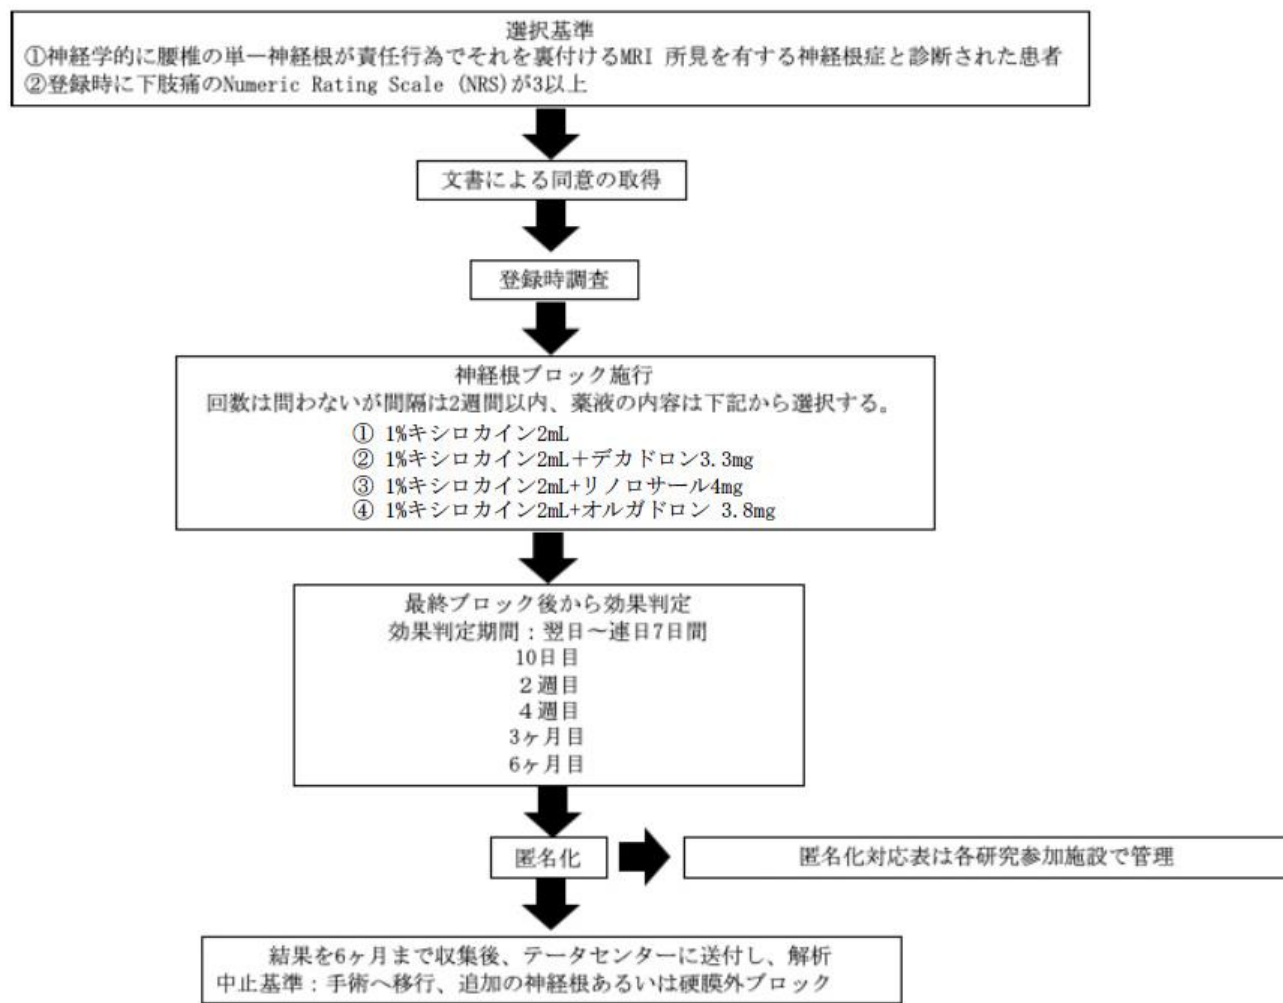 選択基準
①神経学的に腰椎の単一神経根が責任行為でそれを裏付けるMRI 所見を有する神経根症と診断された患者
②登録時に下肢痛のNumeric Rating Scale (NRS)が3以上
文書による同意の取得
登録時調査
神経根ブロック施行
回数は問わないが間隔は2週間以内、薬液の内容は下記から選択する。
① 1%キシロカイン2mL
② 1%キシロカイン2mL＋デカドロン3.3mg
③ 1%キシロカイン2mL+リノロサール4mg
④ 1%キシロカイン2mL+オルガドロン 3.8mg
最終ブロック後から効果判定
効果判定期間：翌日〜連日7日間
10日目
２週目
４週目
3ヶ月目
6ヶ月目
匿名化
匿名化対応表は各研究参加施設で管理
結果を6ヶ月まで収集後、テータセンターに送付し、解析
中止基準：手術へ移行、追加の神経根あるいは硬膜外ブロック